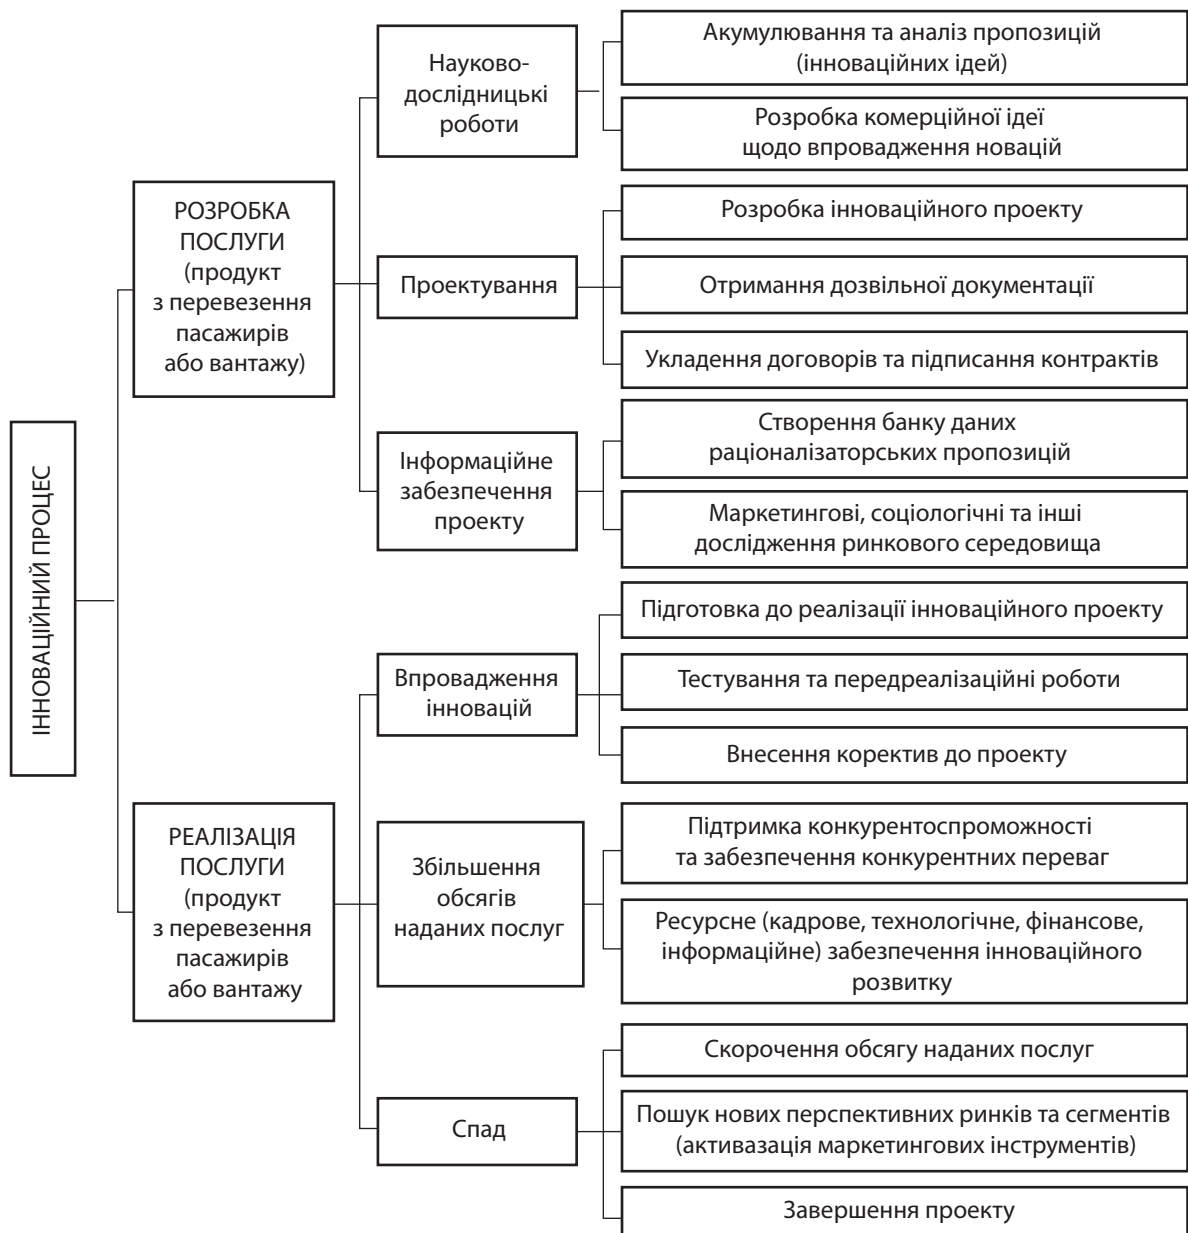 ІННОВАЦІЙНИЙ ПРОЦЕС
РОЗРОБКА
ПОСЛУГИ
(продукт
з перевезення
пасажирів
або вантажу)
Науково-
дослідницькі
роботи
Акумулювання та аналіз пропозицій
(інноваційних ідей)
Розробка комерційної ідеї
щодо впровадження новацій
Проектування
Розробка інноваційного проекту
Отримання дозвільної документації
Укладення договорів та підписання контрактів
Інформаційне
забезпечення
проекту
Створення банку даних
раціоналізаторських пропозицій
Маркетингові, соціологічні та інші
дослідження ринкового середовища
РЕАЛІЗАЦІЯ
ПОСЛУГИ
(продукт
з перевезення
пасажирів
або вантажу
Впровадження
інновацій
Підготовка до реалізації інноваційного проекту
Тестування та передреалізаційні роботи
Внесення коректив до проекту
Збільшення
обсягів
наданих послуг
Підтримка конкурентоспроможності
та забезпечення конкурентних переваг
Ресурсне (кадрове, технологічне, фінансове,
інформаційне) забезпечення інноваційного
розвитку
Спад
Скорочення обсягу наданих послуг
Пошук нових перспективних ринків та сегментів
(активазація маркетингових інструментів)
Завершення проекту